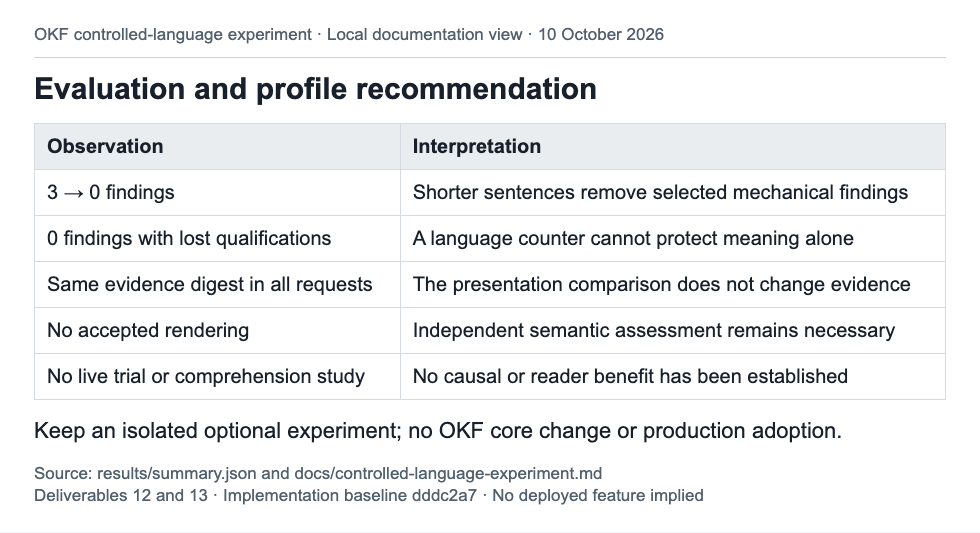 OKF controlled-language experiment · Local documentation view · 10 October 2026
Evaluation and profile recommendation
Observation Interpretation
3 → 0 findings Shorter sentences remove selected mechanical findings
0 findings with lost qualifications A language counter cannot protect meaning alone
Same evidence digest in all requests The presentation comparison does not change evidence
No accepted rendering Independent semantic assessment remains necessary
No live trial or comprehension study No causal or reader benefit has been established
Keep an isolated optional experiment; no OKF core change or production adoption.
Source: results/summary.json and docs/controlled-language-experiment.md
Deliverables 12 and 13 · Implementation baseline dddc2a7 · No deployed feature implied